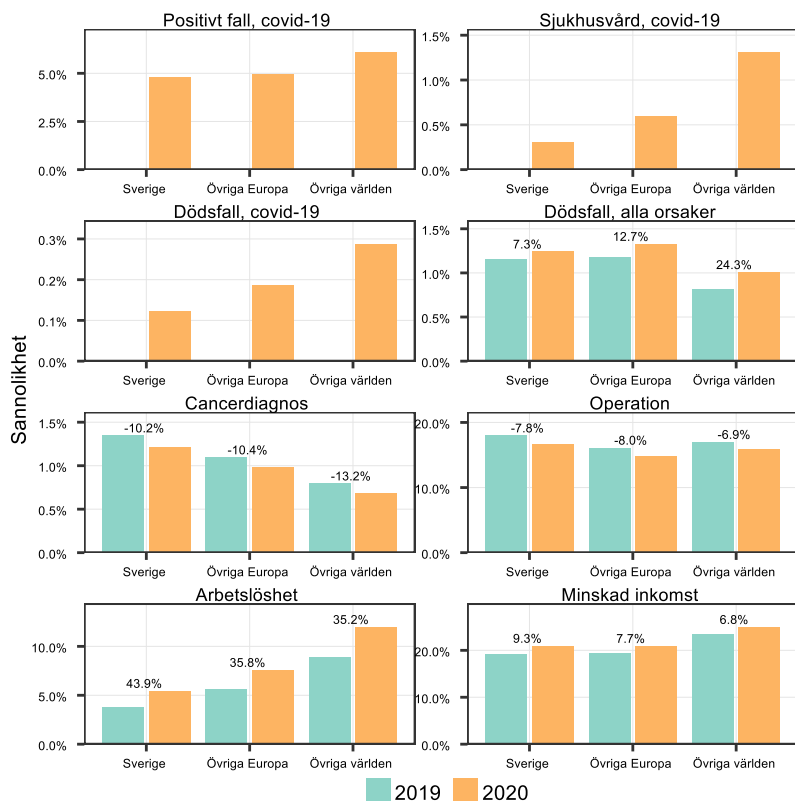 Positivt fall, covid-19
5.0%
2.5%
0.0%
Sverige Övriga Europa Övriga världen
Sjukhusvård, covid-19
1.5%
1.0%
0.5%
0.0%
Sverige Övriga Europa Övriga världen
Dödsfall, covid-19
0.3%
0.2%
0.1%
0.0%
Sverige Övriga Europa Övriga världen
Dödsfall, alla orsaker
1.5%
1.0%
0.5%
0.0%
7.3% 12.7% 24.3%
Sverige Övriga Europa Övriga världen
Sannolikhet
Cancerdiagnos
1.5%
1.0%
0.5%
0.0%
-10.2% -10.4% -13.2%
Sverige Övriga Europa Övriga världen
Operation
20.0%
10.0%
0.0%
-7.8% -8.0% -6.9%
Sverige Övriga Europa Övriga världen
Arbetslöshet
10.0%
5.0%
0.0%
43.9% 35.8% 35.2%
Sverige Övriga Europa Övriga världen
Minskad inkomst
20.0%
10.0%
0.0%
9.3% 7.7% 6.8%
Sverige Övriga Europa Övriga världen
2019 2020